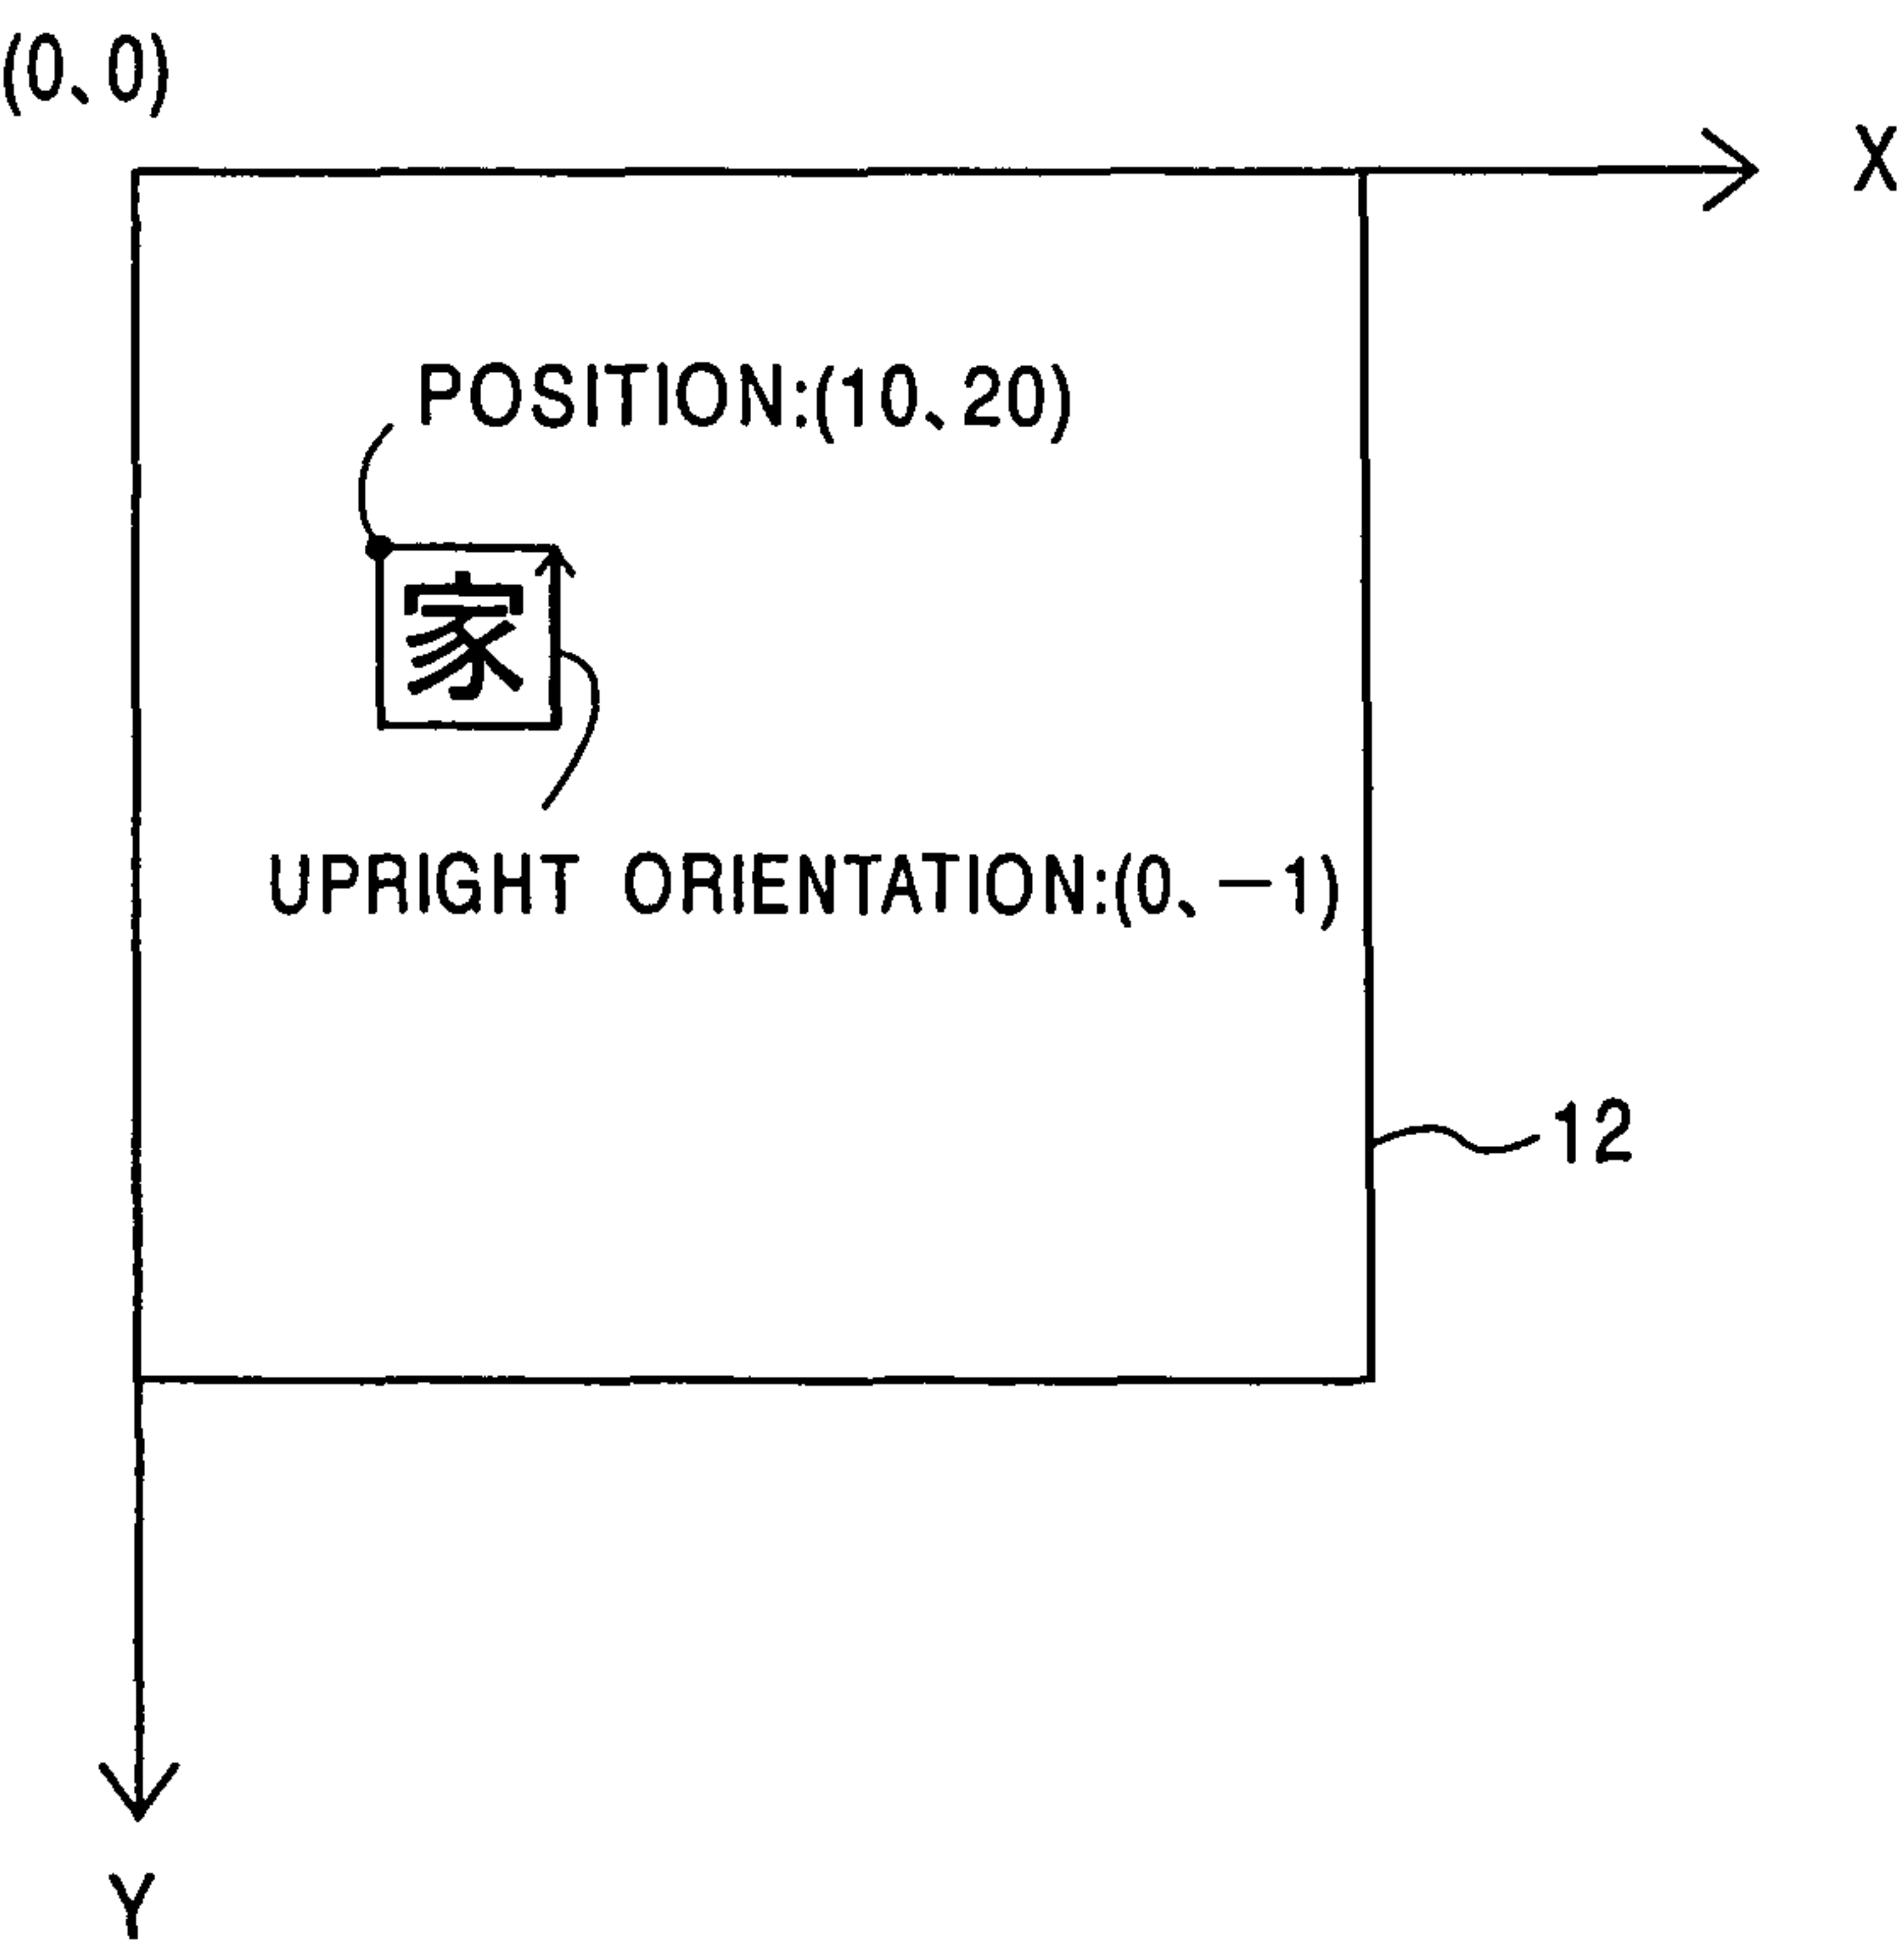 (0、0)
X
POSITION:(10、20)
家
UPRIGHT ORIENTATION:(0、−1)
12
Y